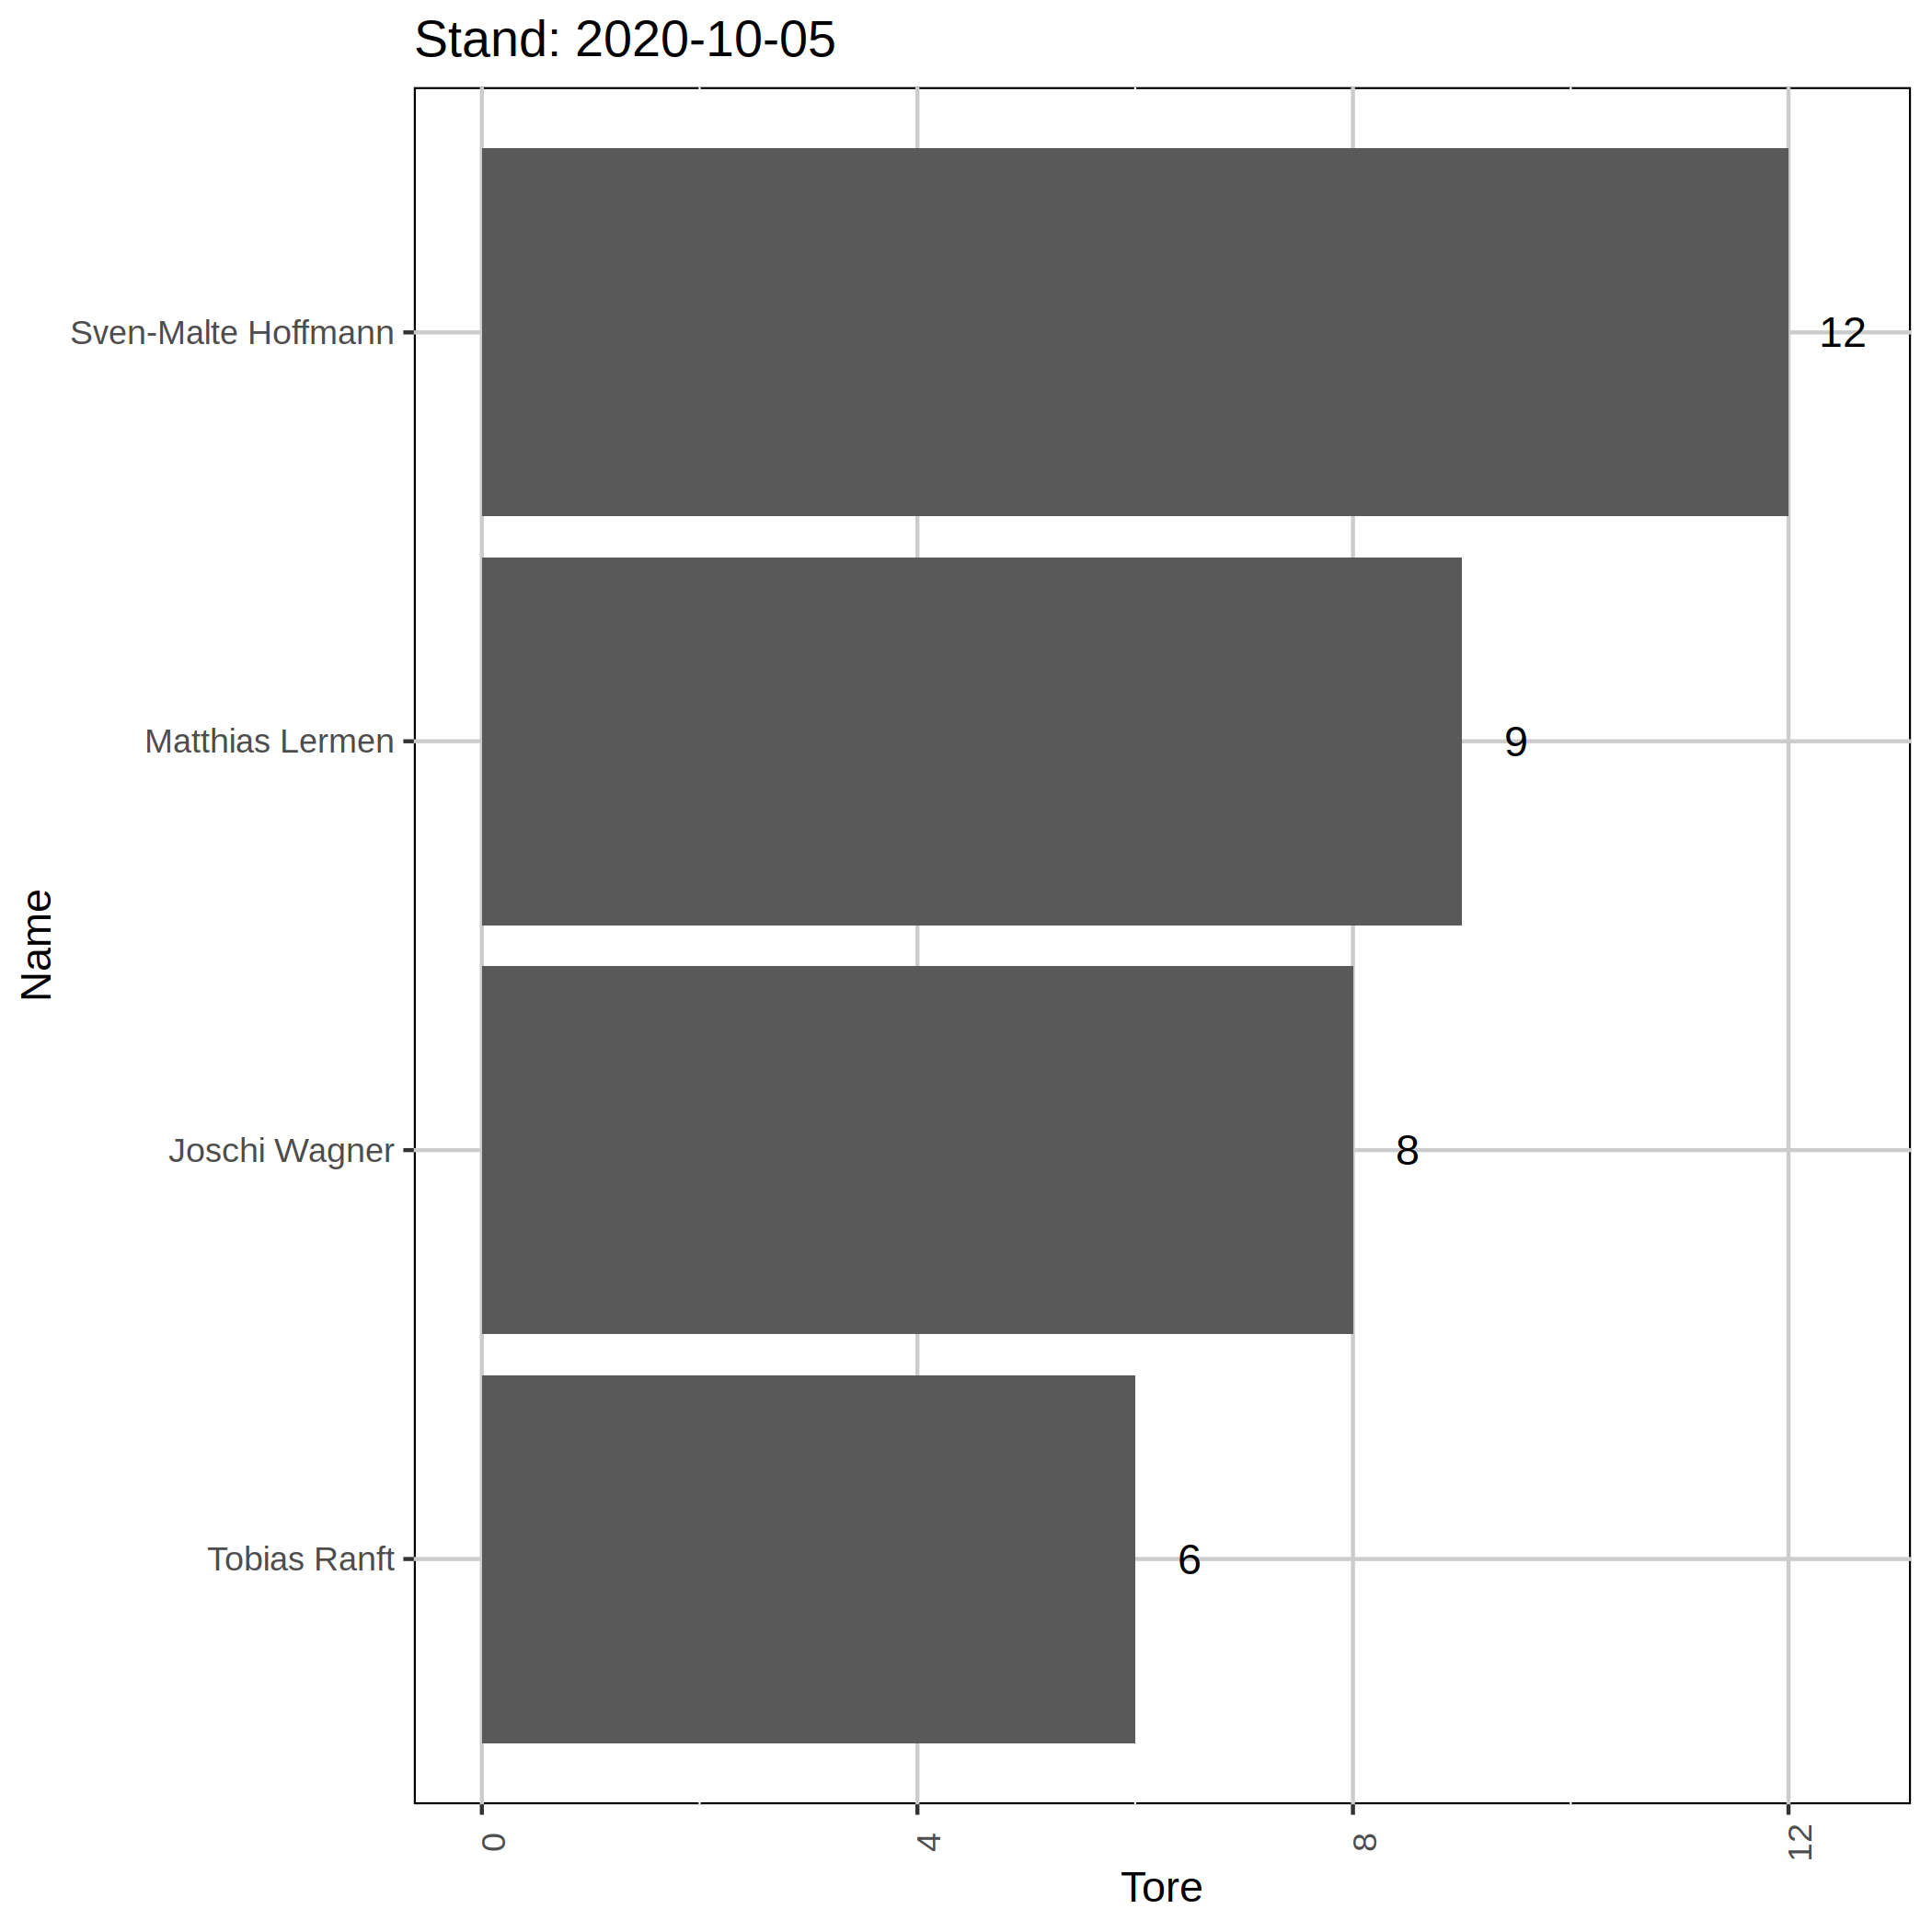 Stand: 2020-10-05
Sven-Malte Hoffmann
12
Matthias Lermen
9
Joschi Wagner
8
Tobias Ranft
6
Name
0 4 8 12
Tore